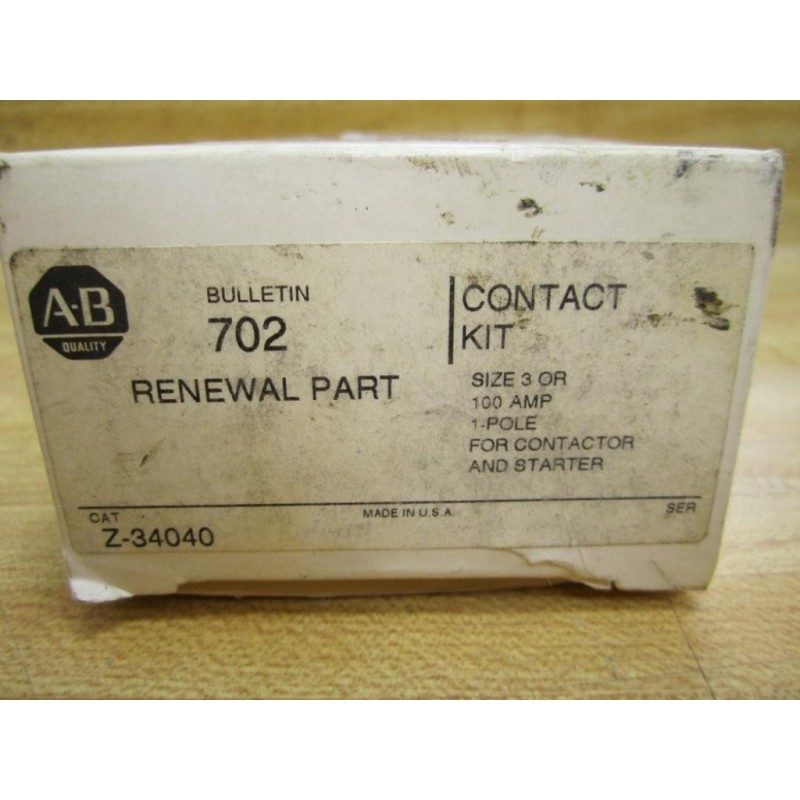 A-B
QUALITY
BULLETIN
702
RENEWAL PART
CONTACT
KIT
SIZE 3 OR
100 AMP
1-POLE
FOR CONTACTOR
AND STARTER
CAT
Z-34040
MADE IN U.S.A.
SER